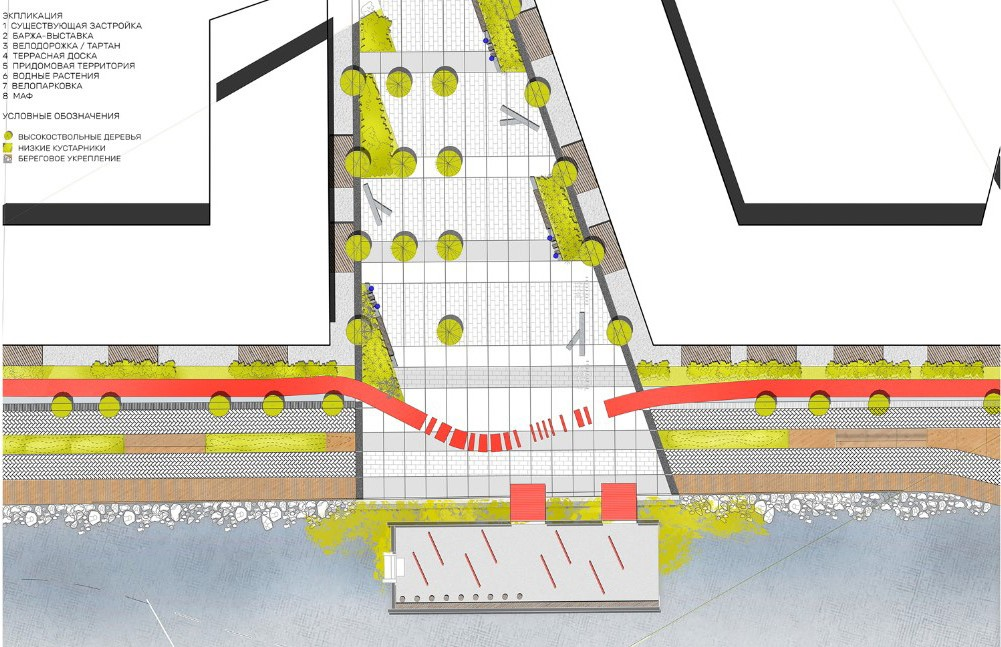 ЭКПЛИКАЦИЯ
1 СУЩЕСТВУЮЩАЯ ЗАСТРОЙКА
2 БАРЖА-ВЫСТАВКА
3 ВЕЛОДОРОЖКА / ТАРТАН
4 ТЕРРАСНАЯ ДОСКА
5 ПРИДОМОВАЯ ТЕРРИТОРИЯ
6 ВОДНЫЕ РАСТЕНИЯ
7 ВЕЛОПАРКОВКА
8 МАФ
УСЛОВНЫЕ ОБОЗНАЧЕНИЯ
ВЫСОКОСТВОЛЬНЫЕ ДЕРЕВЬЯ
НИЗКИЕ КУСТАРНИКИ
БЕРЕГОВОЕ УКРЕПЛЕНИЕ